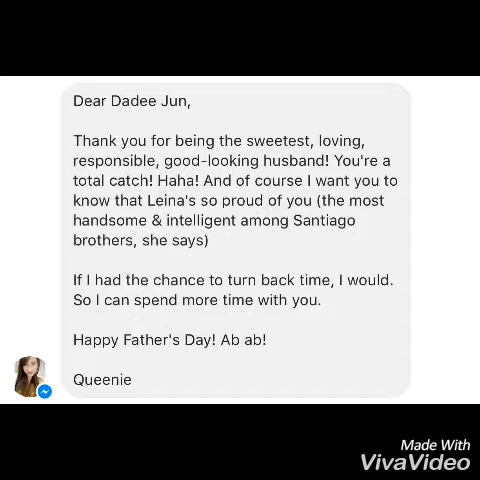 Dear Dadee Jun,
Thank you for being the sweetest, loving,
responsible, good-looking husband! You're a
total catch! Haha! And of course I want you to
know that Leina's so proud of you (the most
handsome & intelligent among Santiago
brothers, she says)
If I had the chance to turn back time, I would.
So I can spend more time with you.
Happy Father's Day! Ab ab!
Queenie
Made With
VivaVideo